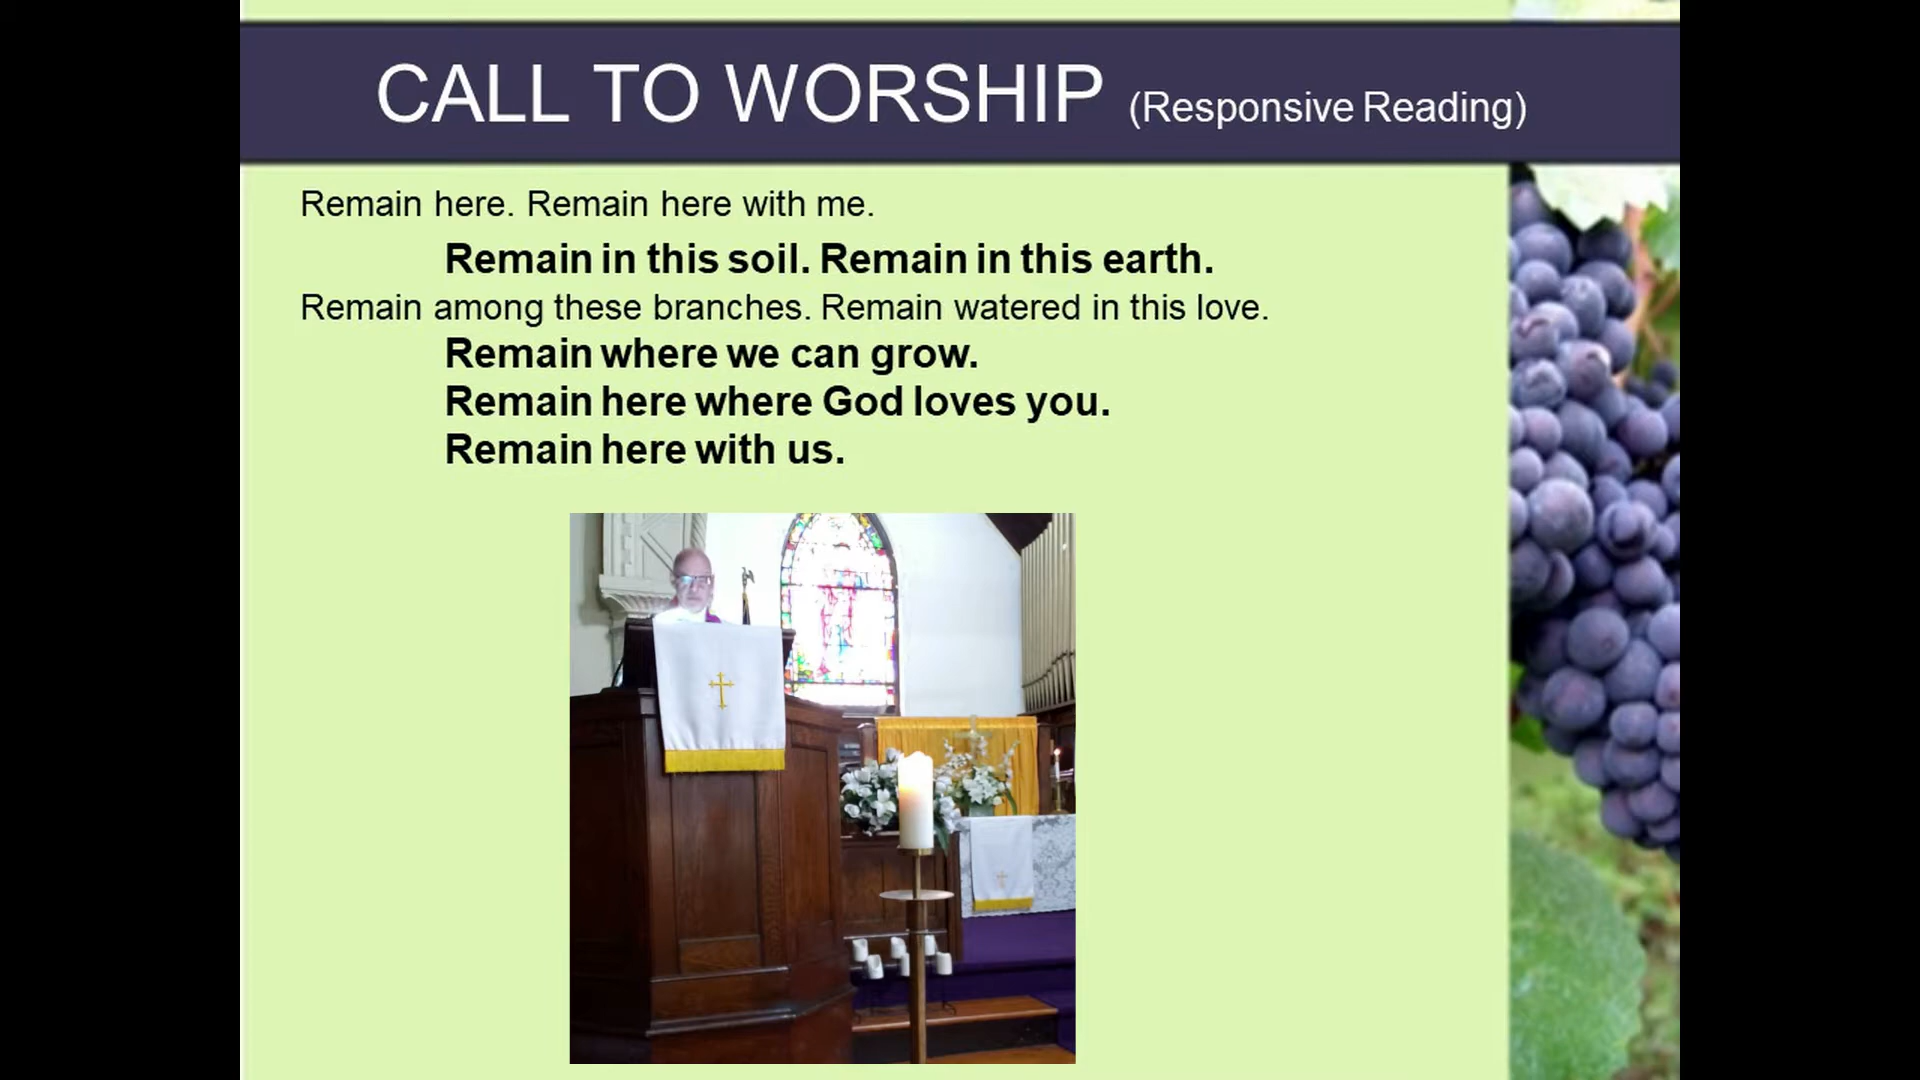 CALL TO WORSHIP (Responsive Reading)
Remain here. Remain here with me.
Remain in this soil. Remain in this earth.
Remain among these branches. Remain watered in this love.
Remain where we can grow.
Remain here where God loves you.
Remain here with us.